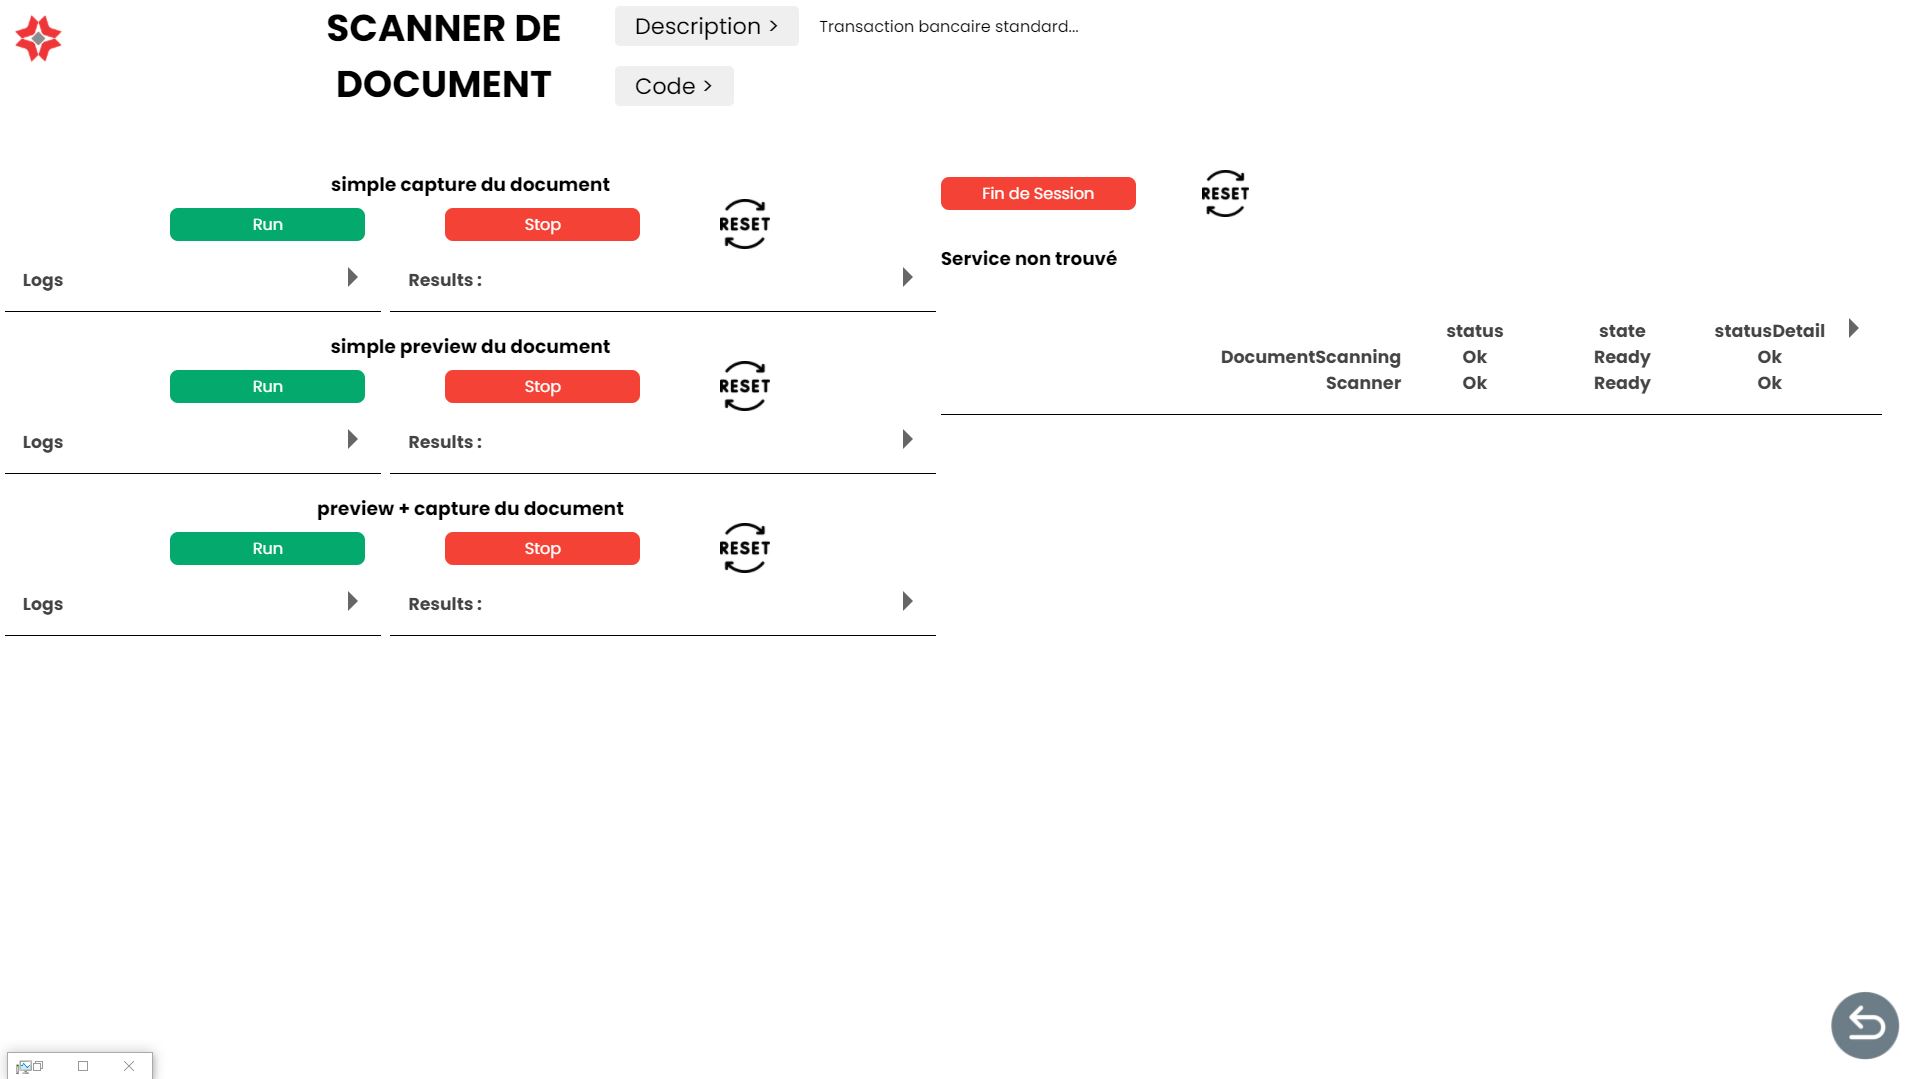 SCANNER DE
DOCUMENT
Description >
Transaction bancaire standard...
Code >
simple capture du document
Run
Stop
RESET
Logs
Results :
simple preview du document
Run
Stop
RESET
Logs
Results :
preview + capture du document
Run
Stop
RESET
Logs
Results :
Fin de Session
RESET
Service non trouvé
status state statusDetail
DocumentScanning Ok Ready Ok
Scanner Ok Ready Ok